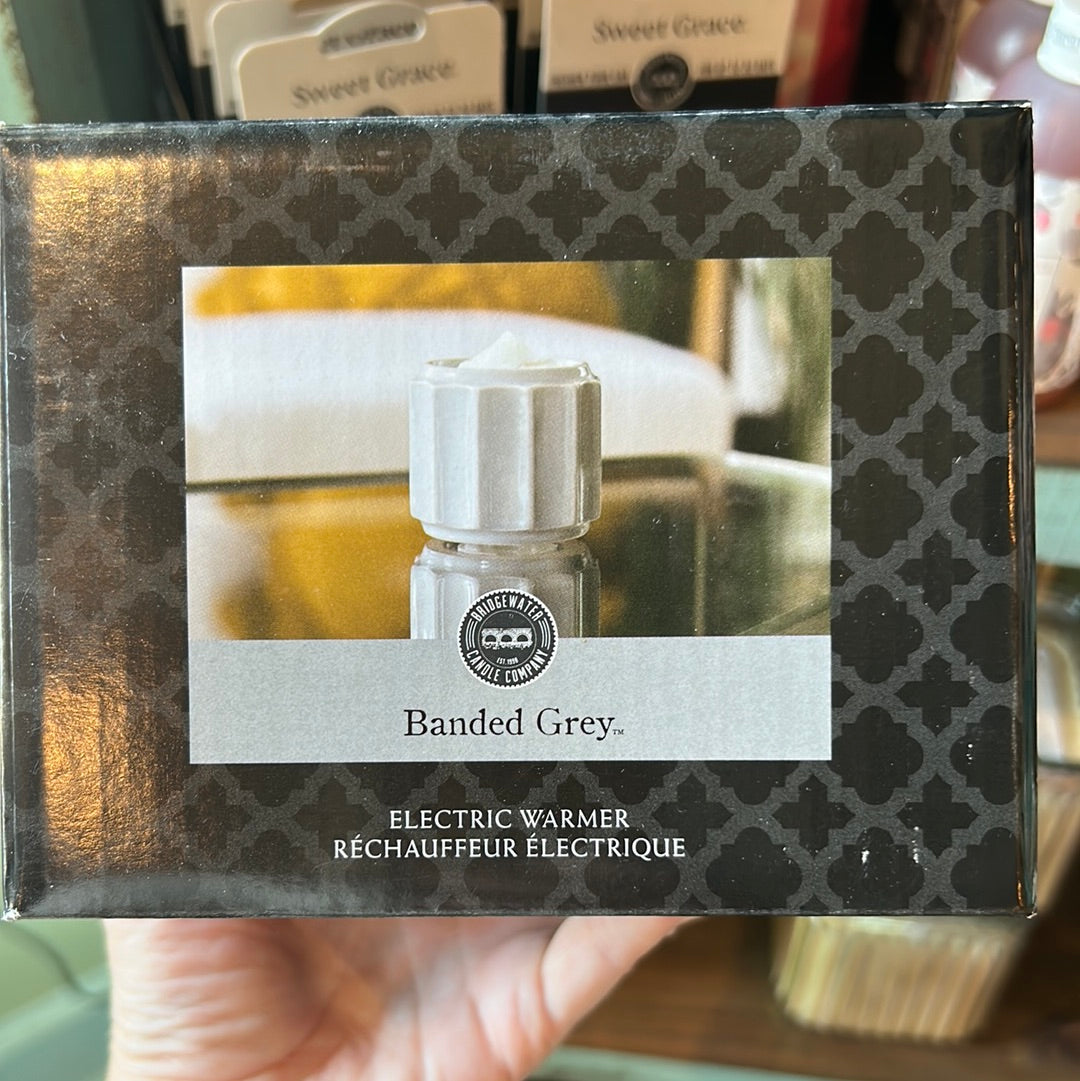 Sweet Grace
Sweet Grace
BRIDGEWATER
EST. 1998
CANDLE COMPANY
Banded Grey™
ELECTRIC WARMER
RÉCHAUFFEUR ÉLECTRIQUE